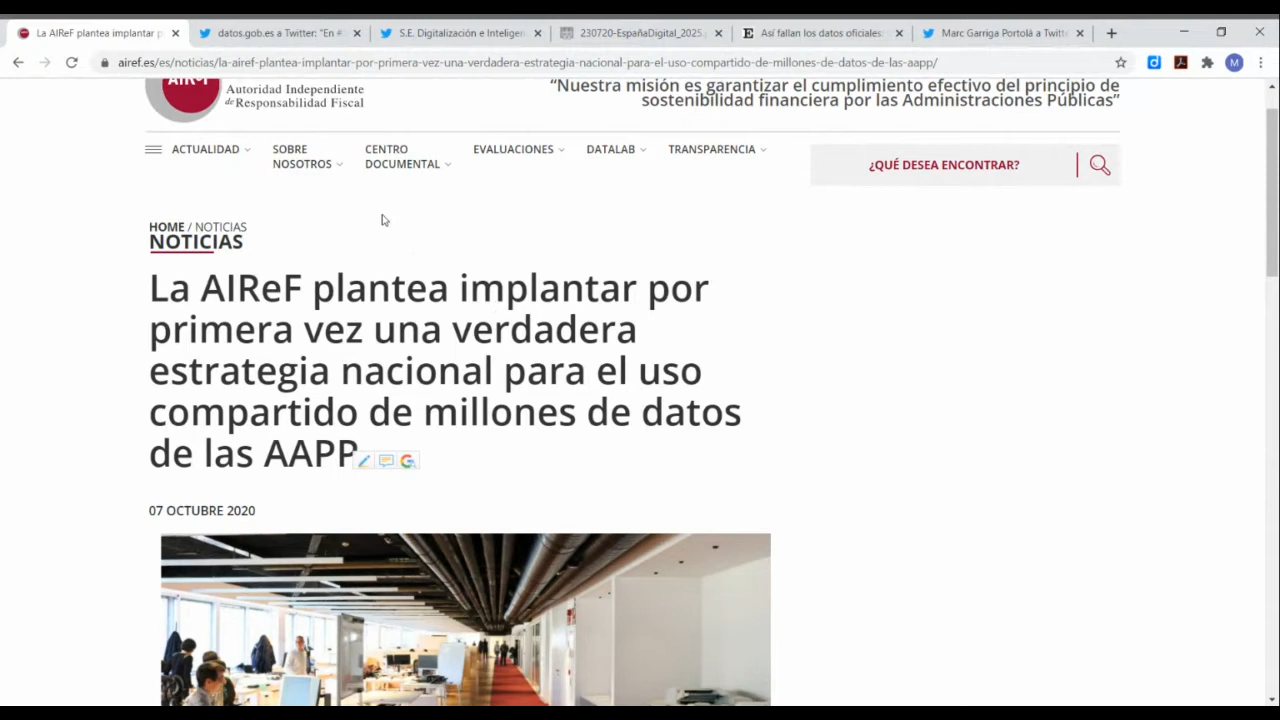 La AIReF plantea implantar p
datos.gob.es a Twitter: "En #
S.E. Digitalización e Inteligen
230720-EspañaDigital_2025.p
Así fallan los datos oficiales:
Marc Garriga Portolà a Twitt
airef.es/es/noticias/la-airef-plantea-implantar-por-primera-vez-una-verdadera-estrategia-nacional-para-el-uso-compartido-de-millones-de-datos-de-las-aapp/
M
Autoridad Independiente
de Responsabilidad Fiscal
“Nuestra misión es garantizar el cumplimiento efectivo del principio de
sostenibilidad financiera por las Administraciones Públicas”
ACTUALIDAD
SOBRE
NOSOTROS
CENTRO
DOCUMENTAL
EVALUACIONES
DATALAB
TRANSPARENCIA
¿QUÉ DESEA ENCONTRAR?
HOME / NOTICIAS
NOTICIAS
La AIReF plantea implantar por
primera vez una verdadera
estrategia nacional para el uso
compartido de millones de datos
de las AAPP
07 OCTUBRE 2020